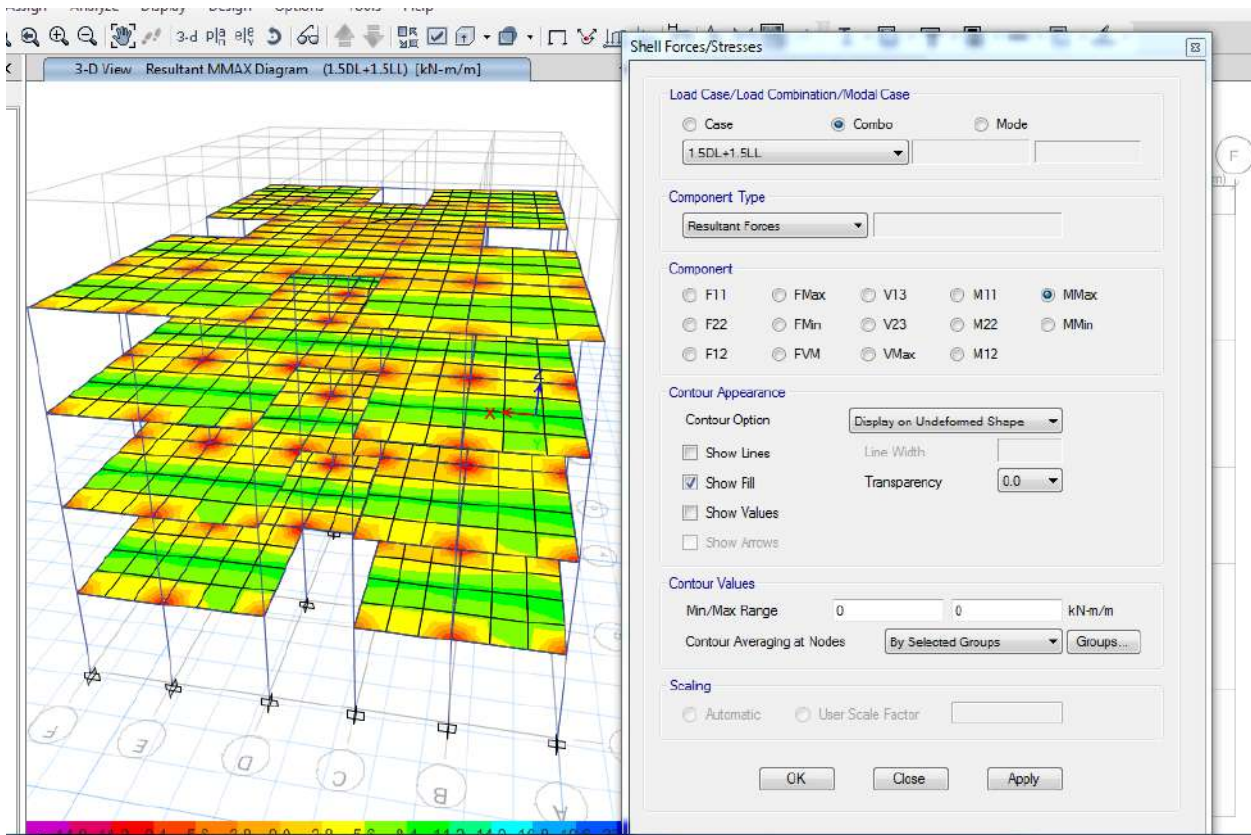 Assign Analyze Display Design Options Tools Help
3-d
3-D View Resultant MMAX Diagram (1.5DL+1.5LL) [kN-m/m]
Shell Forces/Stresses
Load Case/Load Combination/Modal Case
Case Combo Mode
1.5DL+1.5LL
Component Type
Resultant Forces
Component
F11 FMax V13 M11 MMax
F22 FMin V23 M22 MMin
F12 FVM VMax M12
Contour Appearance
Contour Option Display on Undeformed Shape
Show Lines Line Width
Show Fill Transparency 0.0
Show Values
Show Arrows
Contour Values
Min/Max Range 0 0 kN-m/m
Contour Averaging at Nodes By Selected Groups Groups...
Scaling
Automatic User Scale Factor
OK Close Apply
F
X
Z
F
E
D
C
B
A